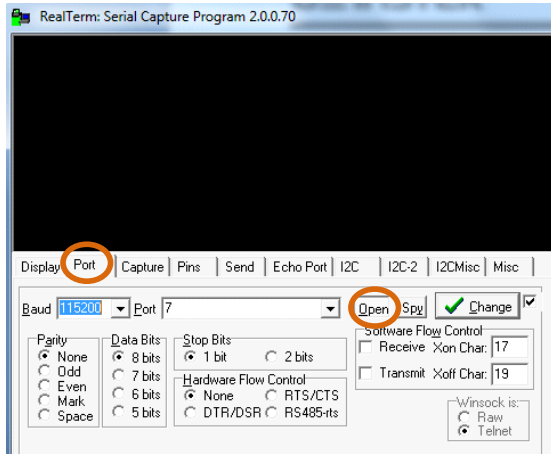 RealTerm: Serial Capture Program 2.0.0.70
Display Port Capture Pins Send Echo Port I2C I2C-2 I2CMisc Misc
Baud 115200 Port 7 Open Spy Change
Parity
None
Odd
Even
Mark
Space
Data Bits
8 bits
7 bits
6 bits
5 bits
Stop Bits
1 bit 2 bits
Hardware Flow Control
None RTS/CTS
DTR/DSR RS485-rts
Software Flow Control
Receive Xon Char: 17
Transmit Xoff Char: 19
Winsock is:
Raw
Telnet